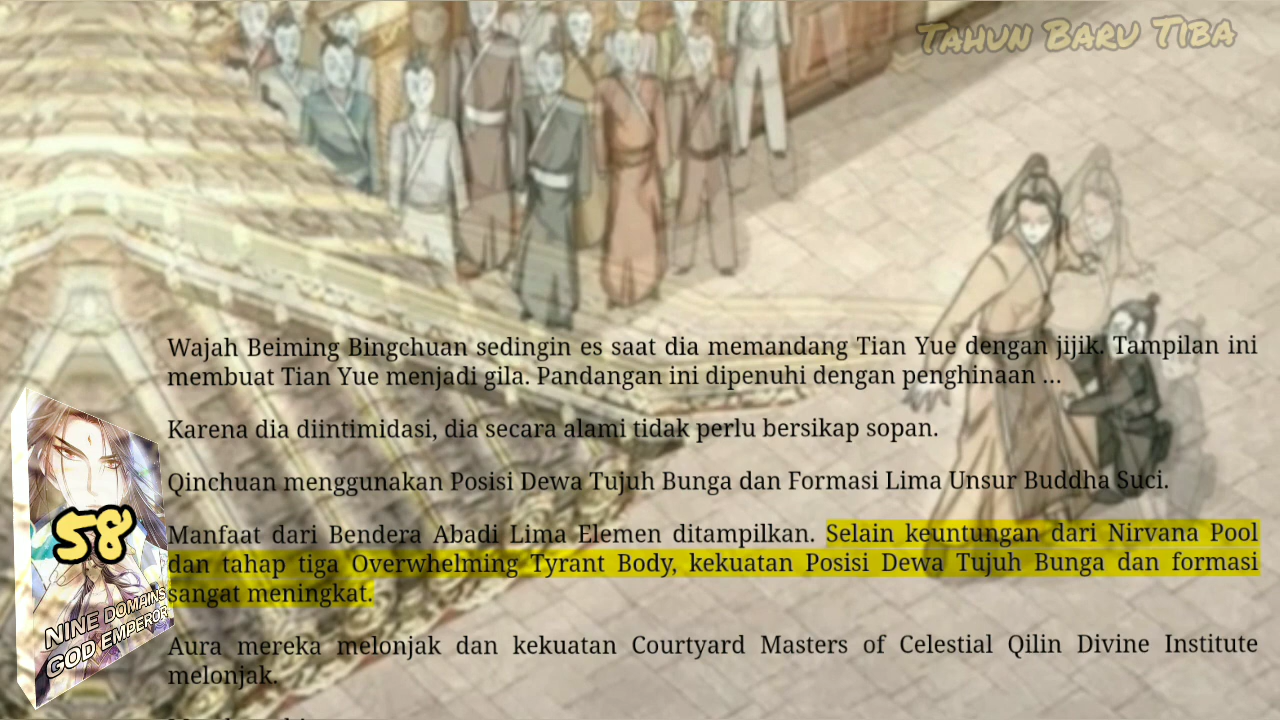 Tahun Baru Tiba
Wajah Beiming Bingchuan sedingin es saat dia memandang Tian Yue dengan jijik. Tampilan ini
membuat Tian Yue menjadi gila. Pandangan ini dipenuhi dengan penghinaan ...
Karena dia diintimidasi, dia secara alami tidak perlu bersikap sopan.
Qinchuan menggunakan Posisi Dewa Tujuh Bunga dan Formasi Lima Unsur Buddha Suci.
Manfaat dari Bendera Abadi Lima Elemen ditampilkan. Selain keuntungan dari Nirvana Pool
dan tahap tiga Overwhelming Tyrant Body, kekuatan Posisi Dewa Tujuh Bunga dan formasi
sangat meningkat.
Aura mereka melonjak dan kekuatan Courtyard Masters of Celestial Qilin Divine Institute
melonjak.
58
NINE DOMAINS
GOD EMPEROR